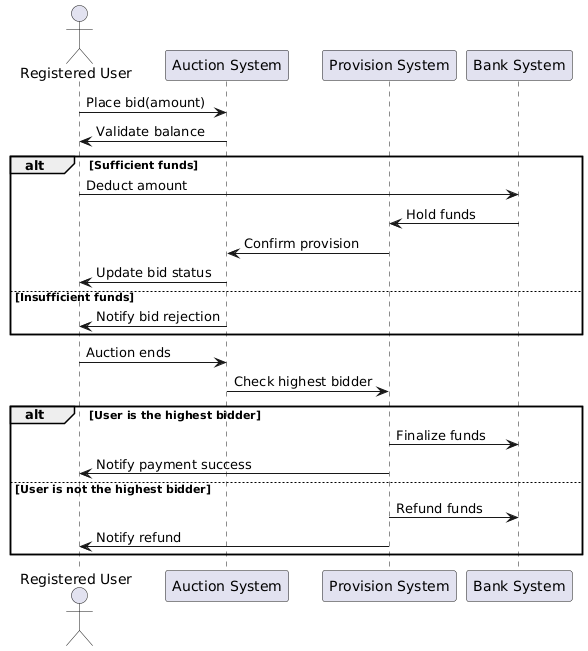 Registered User
Auction System
Provision System
Bank System
Place bid(amount)
Validate balance
alt
[Sufficient funds]
Deduct amount
Hold funds
Confirm provision
Update bid status
[Insufficient funds]
Notify bid rejection
Auction ends
Check highest bidder
alt
[User is the highest bidder]
Finalize funds
Notify payment success
[User is not the highest bidder]
Refund funds
Notify refund
Registered User
Auction System
Provision System
Bank System